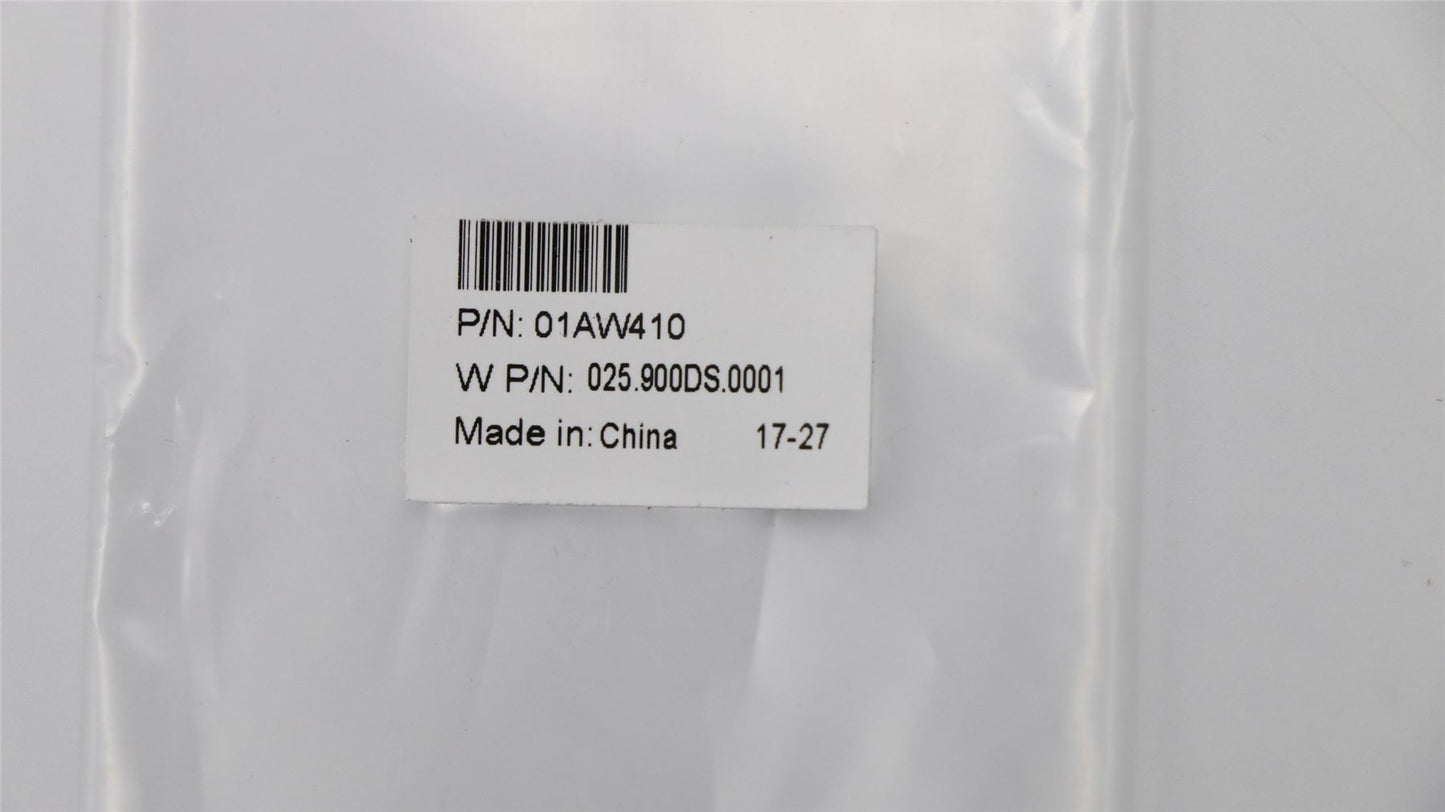 P/N: 01AW410
W P/N: 025.900DS.0001
Made in: China 17-27